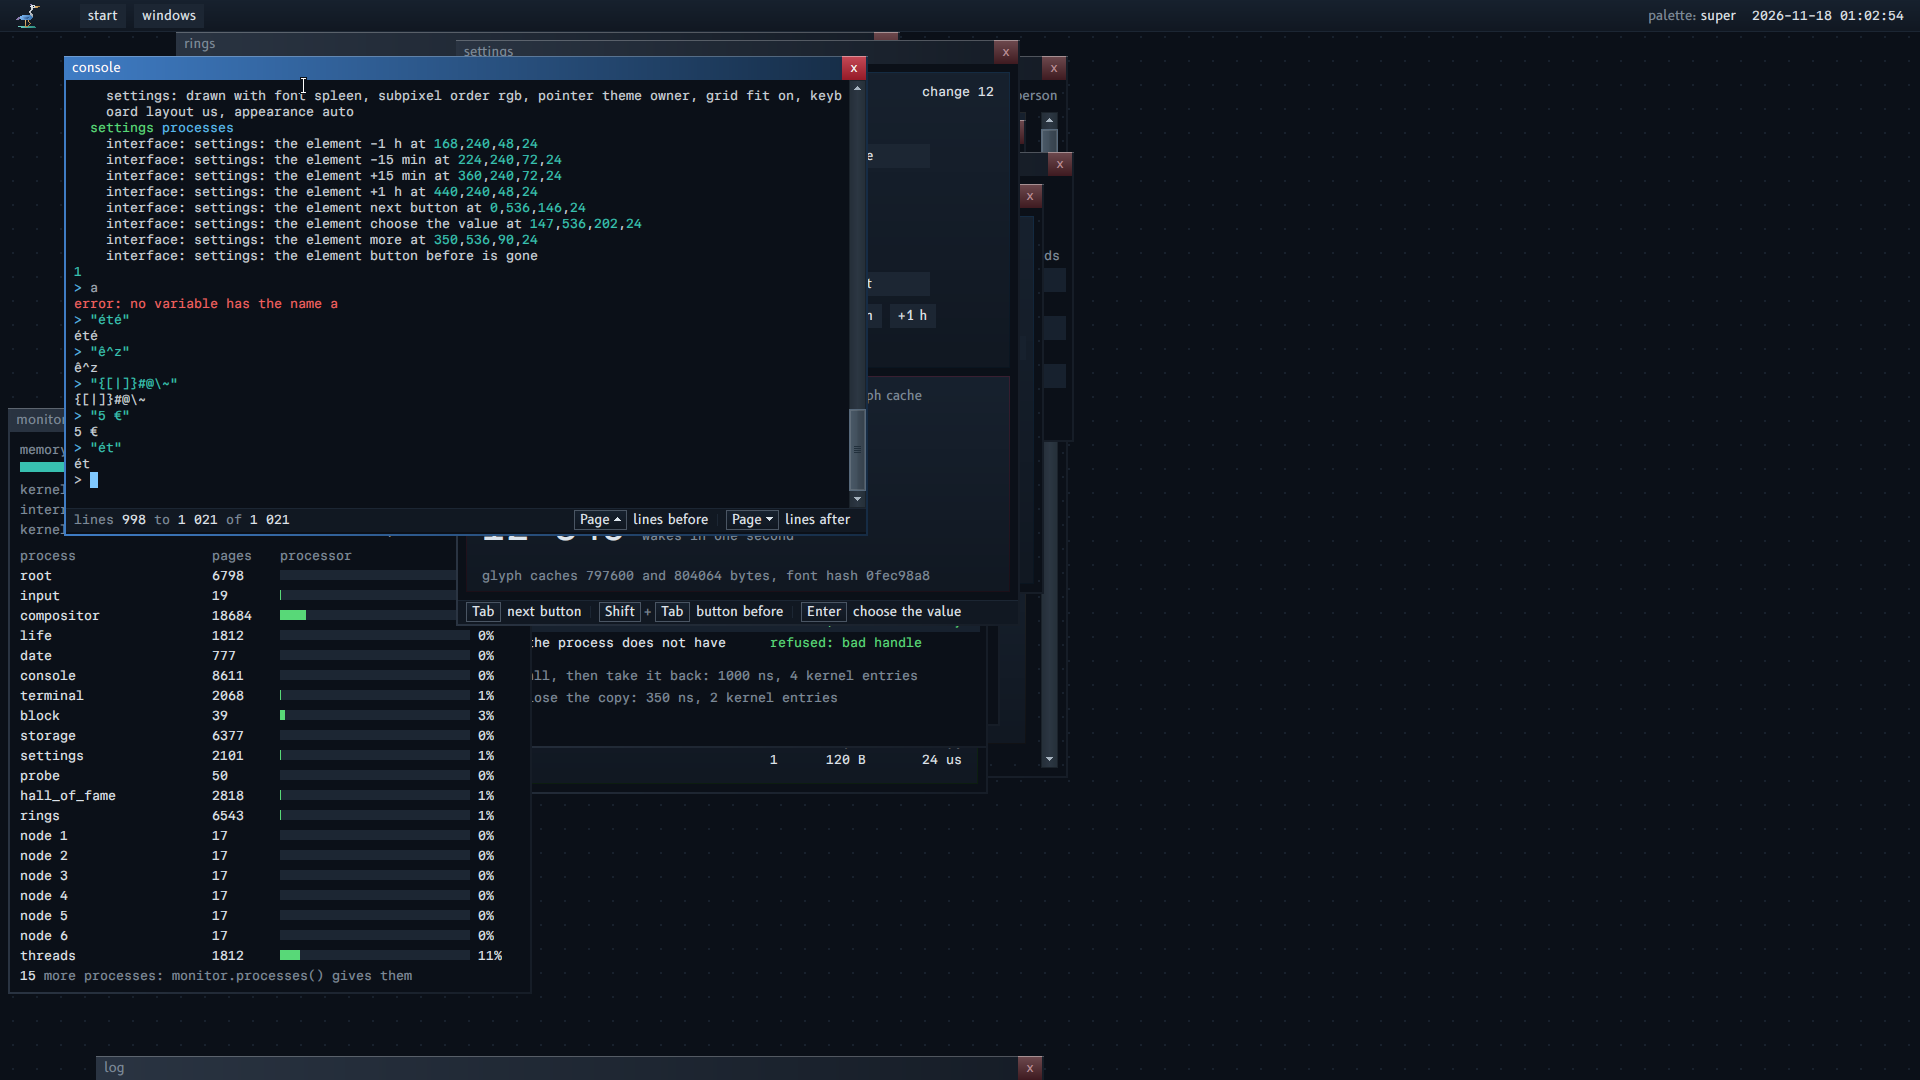 start windows palette: super 2026-11-18 01:02:54
rings
settings x
console x
x
settings: drawn with font spleen, subpixel order rgb, pointer theme owner, grid fit on, keyb
oard layout us, appearance auto
settings processes
interface: settings: the element -1 h at 168,240,48,24
interface: settings: the element -15 min at 224,240,72,24
interface: settings: the element +15 min at 360,240,72,24
interface: settings: the element +1 h at 440,240,48,24
interface: settings: the element next button at 0,536,146,24
interface: settings: the element choose the value at 147,536,202,24
interface: settings: the element more at 350,536,90,24
interface: settings: the element button before is gone
1
> a
error: no variable has the name a
> "été"
été
> "ê^z"
ê^z
> "{[|]}#@\~"
{[|]}#@\~
> "5 €"
5 €
> "ét"
ét
>
lines 998 to 1 021 of 1 021 Page lines before Page lines after
change 12
erson
x
x
ds
+1 h
ph cache
wakes in one second
glyph caches 797600 and 804064 bytes, font hash 0fec98a8
Tab next button Shift + Tab button before Enter choose the value
the process does not have refused: bad handle
all, then take it back: 1000 ns, 4 kernel entries
lose the copy: 350 ns, 2 kernel entries
1 120 B 24 us
monitor
memory
kernel
kernel
process pages processor
root 6798
input 19
compositor 18684
life 1812 0%
date 777 0%
console 8611 0%
terminal 2068 1%
block 39 3%
storage 6377 0%
settings 2101 1%
probe 50 0%
hall_of_fame 2818 1%
rings 6543 1%
node 1 17 0%
node 2 17 0%
node 3 17 0%
node 4 17 0%
node 5 17 0%
node 6 17 0%
threads 1812 11%
15 more processes: monitor.processes() gives them
log x